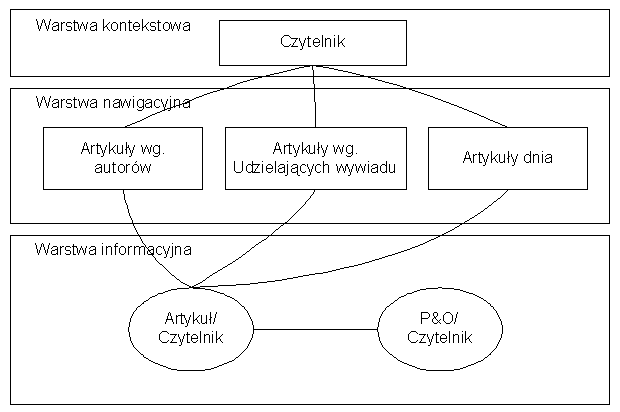 Warstwa kontekstowa
Czytelnik
Warstwa nawigacyjna
Artykuły wg.
autorów
Artykuły wg.
Udzielających wywiadu
Artykuły dnia
Warstwa informacyjna
Artykuł/
Czytelnik
P&O/
Czytelnik